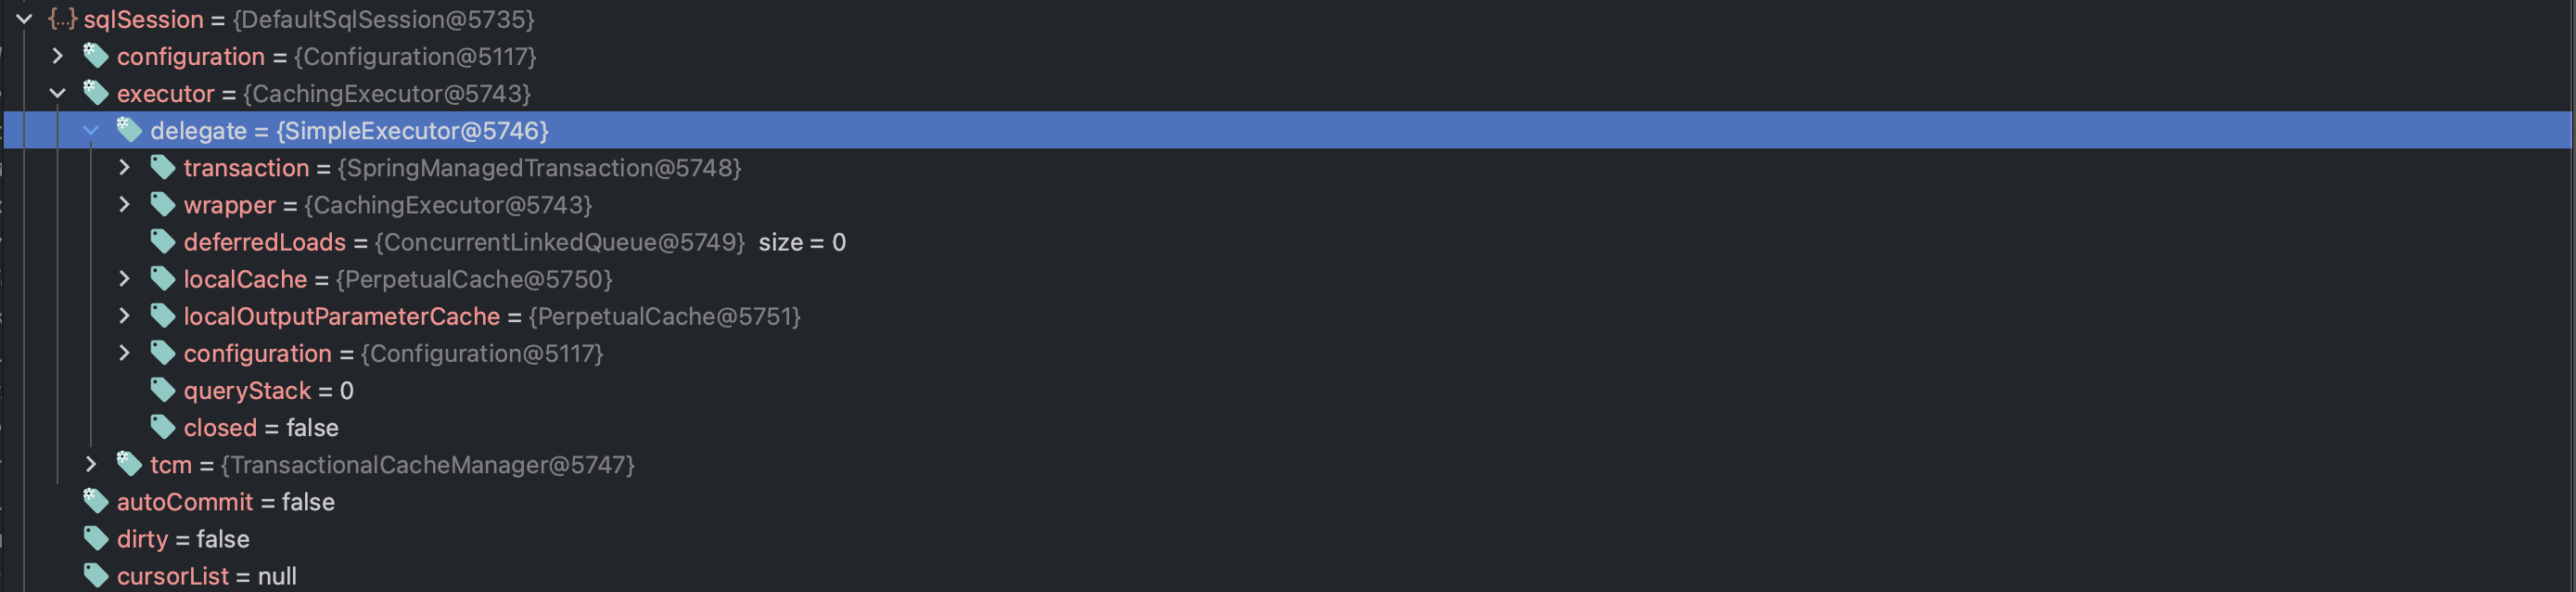 {...} sqlSession = {DefaultSqlSession@5735}
configuration = {Configuration@5117}
executor = {CachingExecutor@5743}
delegate = {SimpleExecutor@5746}
transaction = {SpringManagedTransaction@5748}
wrapper = {CachingExecutor@5743}
deferredLoads = {ConcurrentLinkedQueue@5749} size = 0
localCache = {PerpetualCache@5750}
localOutputParameterCache = {PerpetualCache@5751}
configuration = {Configuration@5117}
queryStack = 0
closed = false
tcm = {TransactionalCacheManager@5747}
autoCommit = false
dirty = false
cursorList = null